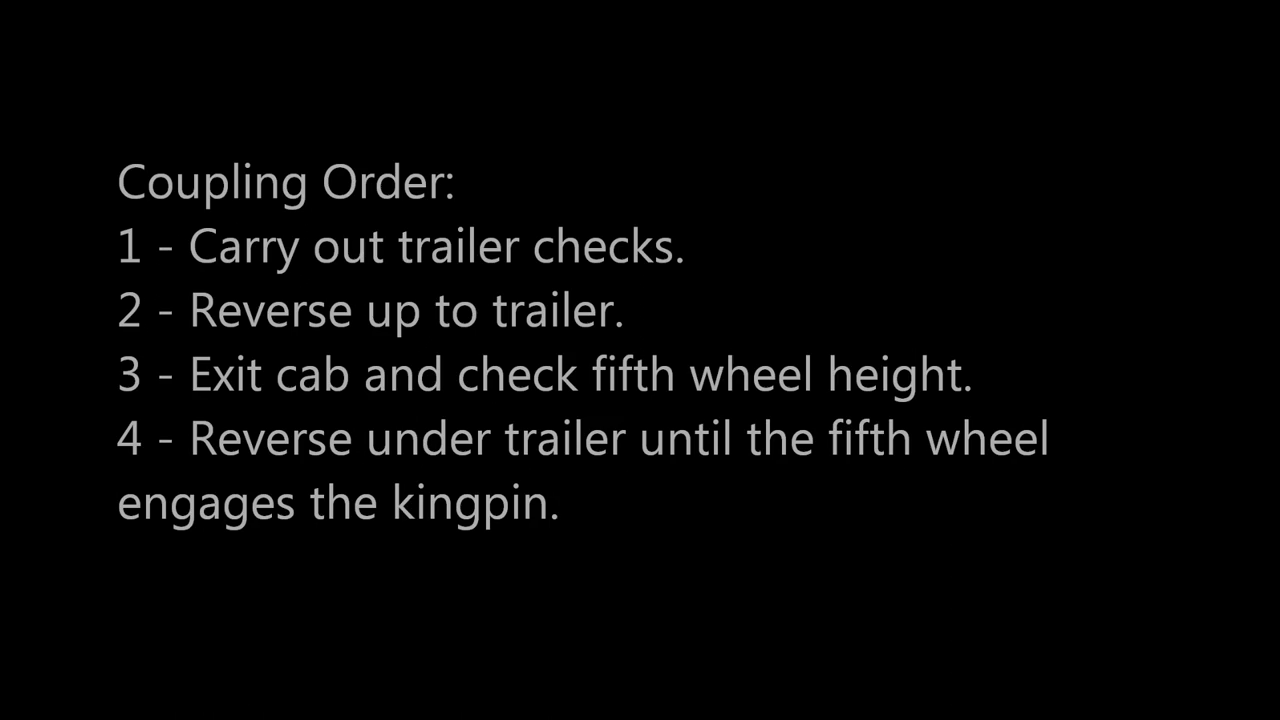 Coupling Order:
1 - Carry out trailer checks.
2 - Reverse up to trailer.
3 - Exit cab and check fifth wheel height.
4 - Reverse under trailer until the fifth wheel
engages the kingpin.